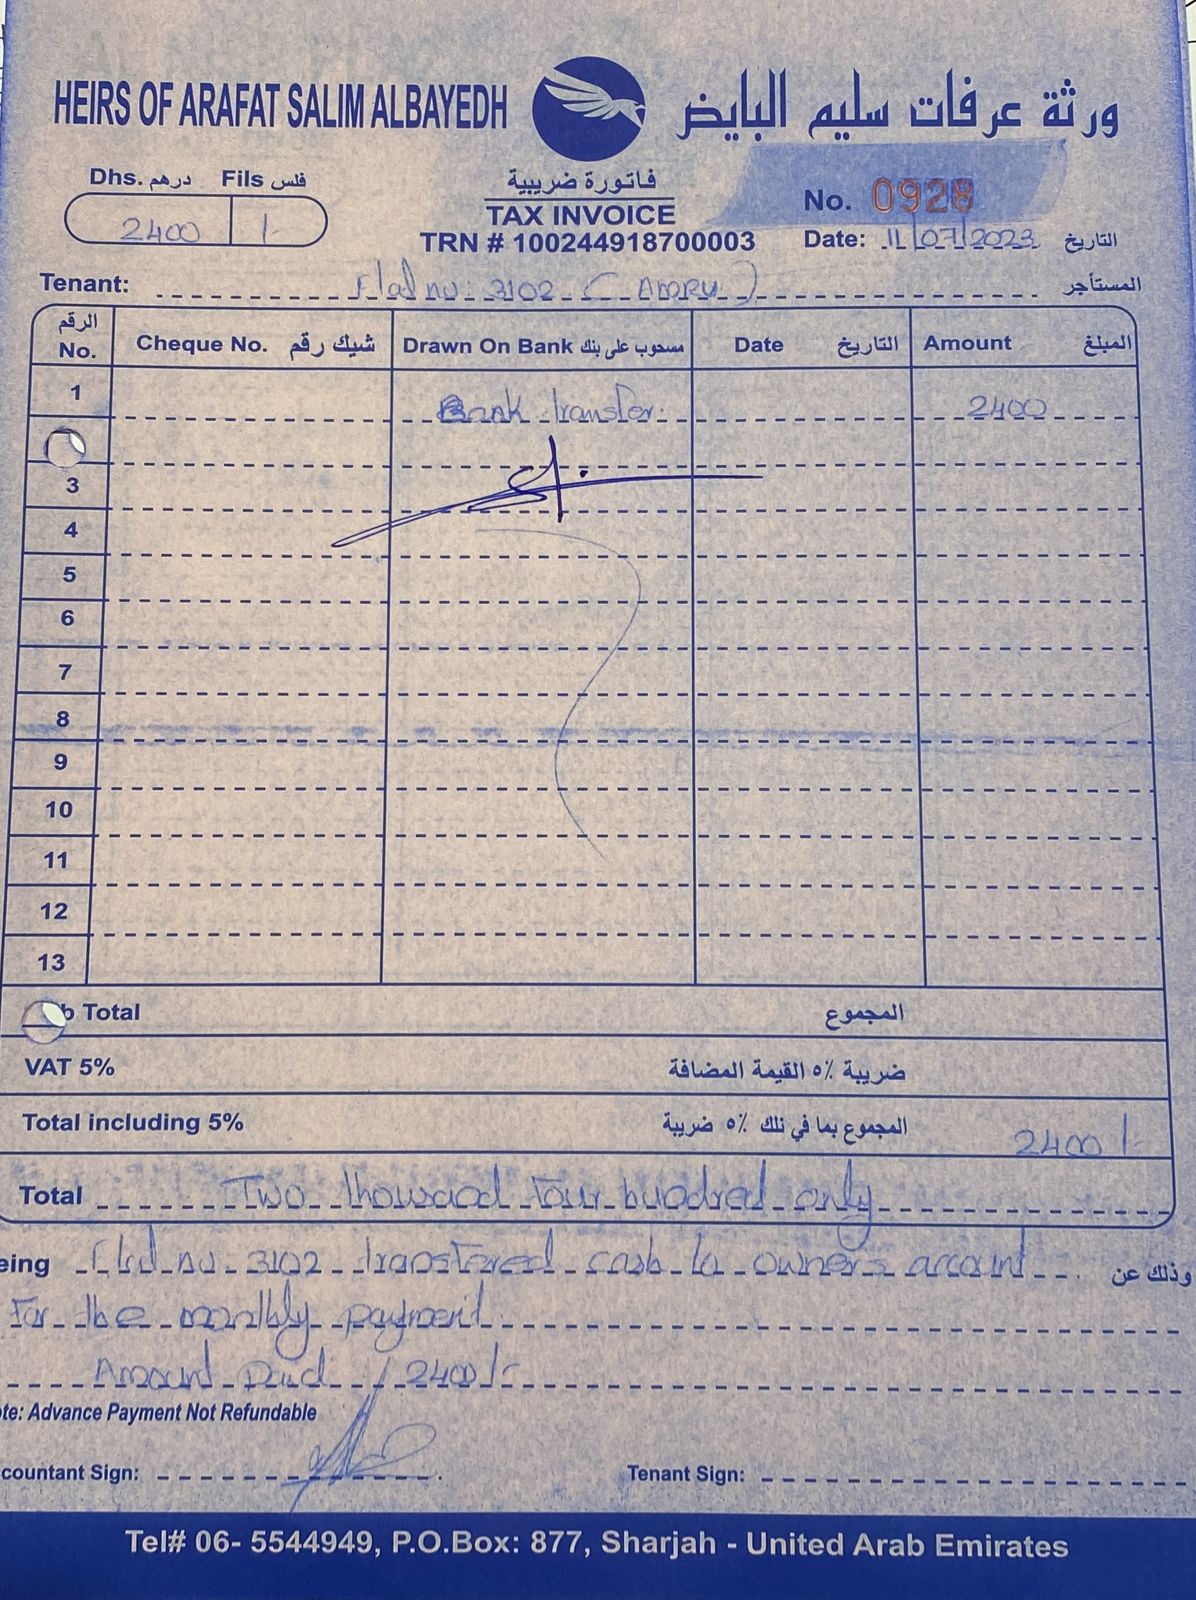 HEIRS OF ARAFAT SALIM ALBAYEDH ورثة عرفات سليم البايض
Dhs. درهم Fils فلس
2400 /-
فاتورة ضريبية
TAX INVOICE
TRN # 100244918700003
No. 0928
Date: 11/07/2023 التاريخ
Tenant: Flat no: 3102 ( AMRU ) المستأجر
الرقم No. Cheque No. شيك رقم Drawn On Bank مسحوب على بنك Date التاريخ Amount المبلغ
1 Bank transfer. 2400
3
4
5
6
7
8
9
10
11
12
13
b Total المجموع
VAT 5% ضريبة ٥٪ القيمة المضافة
Total including 5% المجموع بما في ذلك ٥٪ ضريبة 2400/-
Total Two thousand four hundred only
eing Flat no. 3102 transfered cash to owners account وذلك عن
For the monthly payment
Amount paid 2400/-
te: Advance Payment Not Refundable
countant Sign: Tenant Sign:
Tel# 06- 5544949, P.O.Box: 877, Sharjah - United Arab Emirates